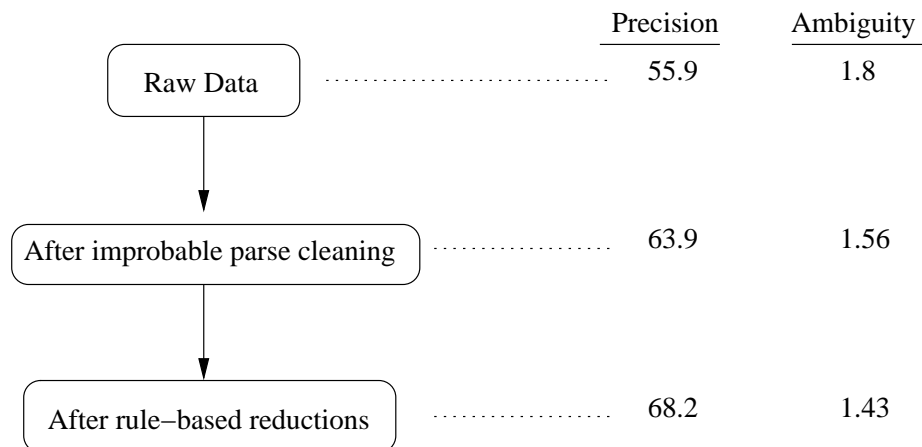 Precision Ambiguity
Raw Data 55.9 1.8
After improbable parse cleaning 63.9 1.56
After rule−based reductions 68.2 1.43